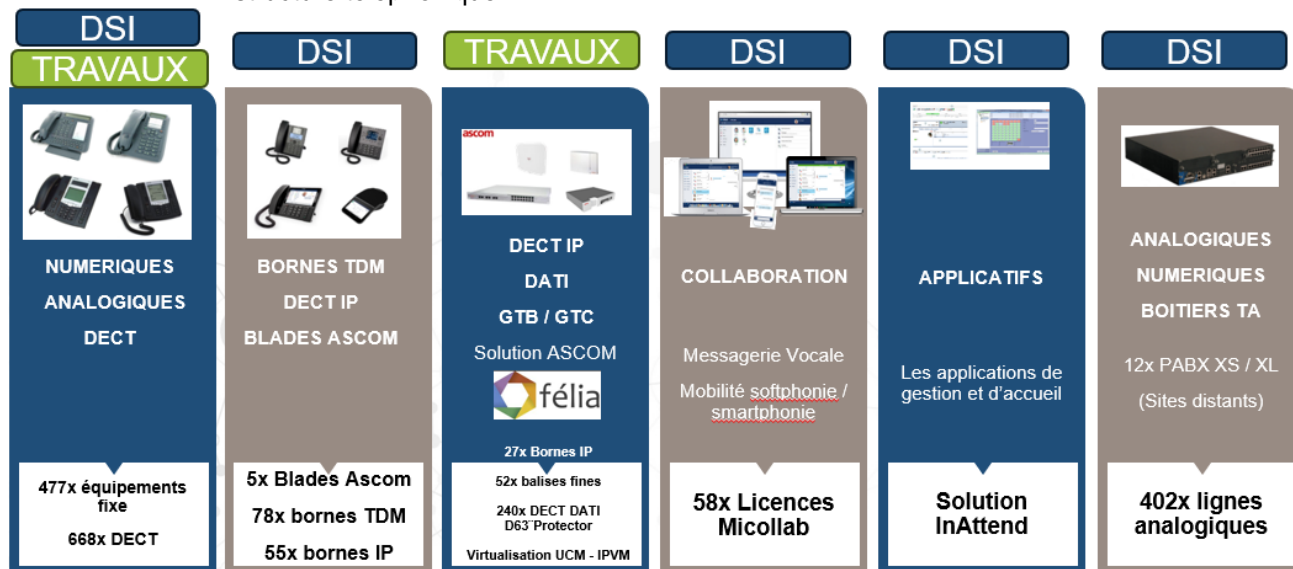 DSI
TRAVAUX
NUMERIQUES
ANALOGIQUES
DECT
477x équipements
fixe
668x DECT
DSI
BORNES TDM
DECT IP
BLADES ASCOM
5x Blades Ascom
78x bornes TDM
55x bornes IP
TRAVAUX
ascom
DECT IP
DATI
GTB / GTC
Solution ASCOM
félia
27x Bornes IP
52x balises fines
240x DECT DATI
D63¨Protector
Virtualisation UCM - IPVM
DSI
COLLABORATION
Messagerie Vocale
Mobilité softphonie /
smartphonie
58x Licences
Micollab
DSI
APPLICATIFS
Les applications de
gestion et d’accueil
Solution
InAttend
DSI
ANALOGIQUES
NUMERIQUES
BOITIERS TA
12x PABX XS / XL
(Sites distants)
402x lignes
analogiques